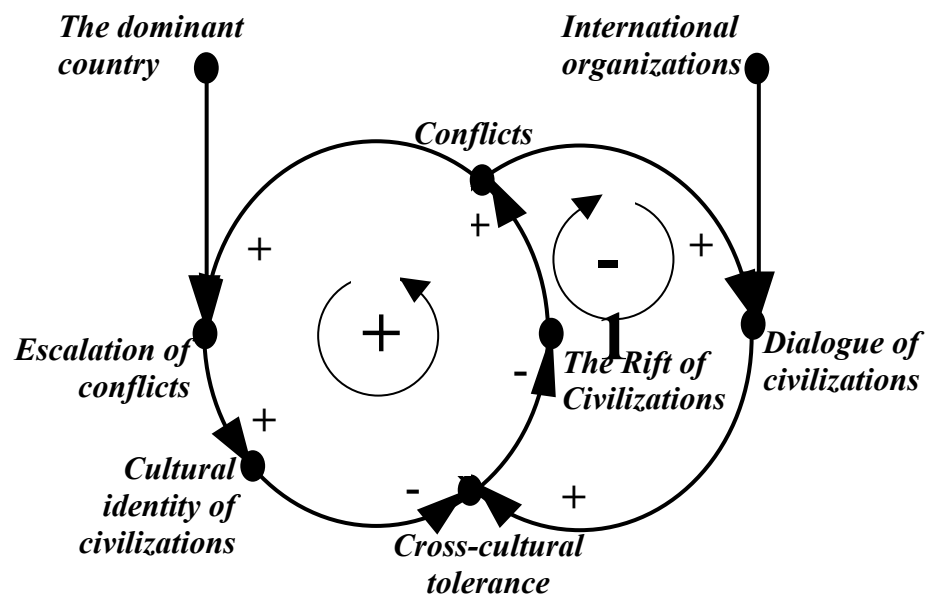 The dominant
country
International
organizations
Conflicts
+
+
+
-
+
1
Escalation of
conflicts
-
The Rift of
Civilizations
Dialogue of
civilizations
+
Cultural
identity of
civilizations
-
+
Cross-cultural
tolerance